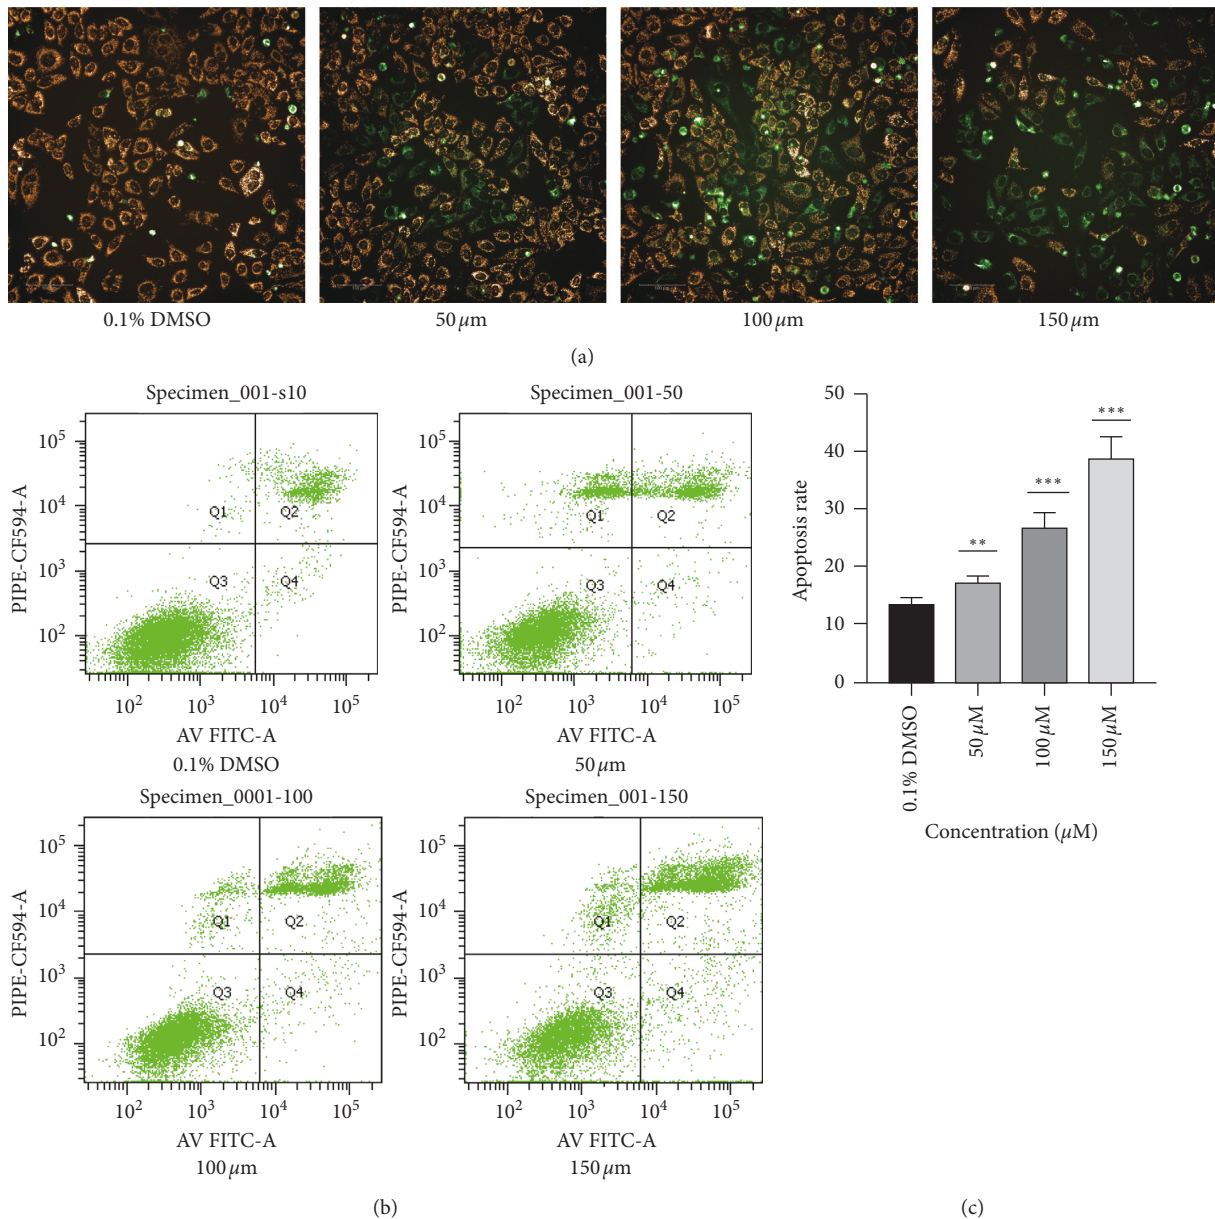 0.1% DMSO
50 μm
100 μm
150 μm
(a)
Specimen_001-s10
PIPE-CF594-A
10⁵
10⁴
10³
10²
Q1
Q2
Q3
Q4
10² 10³ 10⁴ 10⁵
AV FITC-A
0.1% DMSO
Specimen_001-50
PIPE-CF594-A
10⁵
10⁴
10³
10²
Q1
Q2
Q3
Q4
10² 10³ 10⁴ 10⁵
AV FITC-A
50 μm
Specimen_0001-100
PIPE-CF594-A
10⁵
10⁴
10³
10²
Q1
Q2
Q3
Q4
10² 10³ 10⁴ 10⁵
AV FITC-A
100 μm
Specimen_001-150
PIPE-CF594-A
10⁵
10⁴
10³
10²
Q1
Q2
Q3
Q4
10² 10³ 10⁴ 10⁵
AV FITC-A
150 μm
(b)
Apoptosis rate
50
40
30
20
10
0
**
***
***
0.1% DMSO
50 μM
100 μM
150 μM
Concentration (μM)
(c)